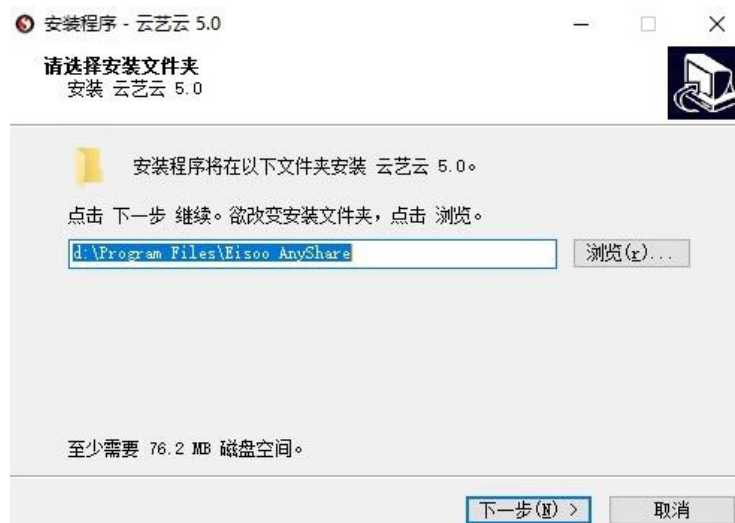 安装程序 - 云艺云 5.0
请选择安装文件夹
安装 云艺云 5.0
安装程序将在以下文件夹安装 云艺云 5.0。
点击 下一步 继续。欲改变安装文件夹，点击 浏览。
d:\Program Files\Eisoo AnyShare
浏览(r)...
至少需要 76.2 MB 磁盘空间。
下一步(N) >
取消